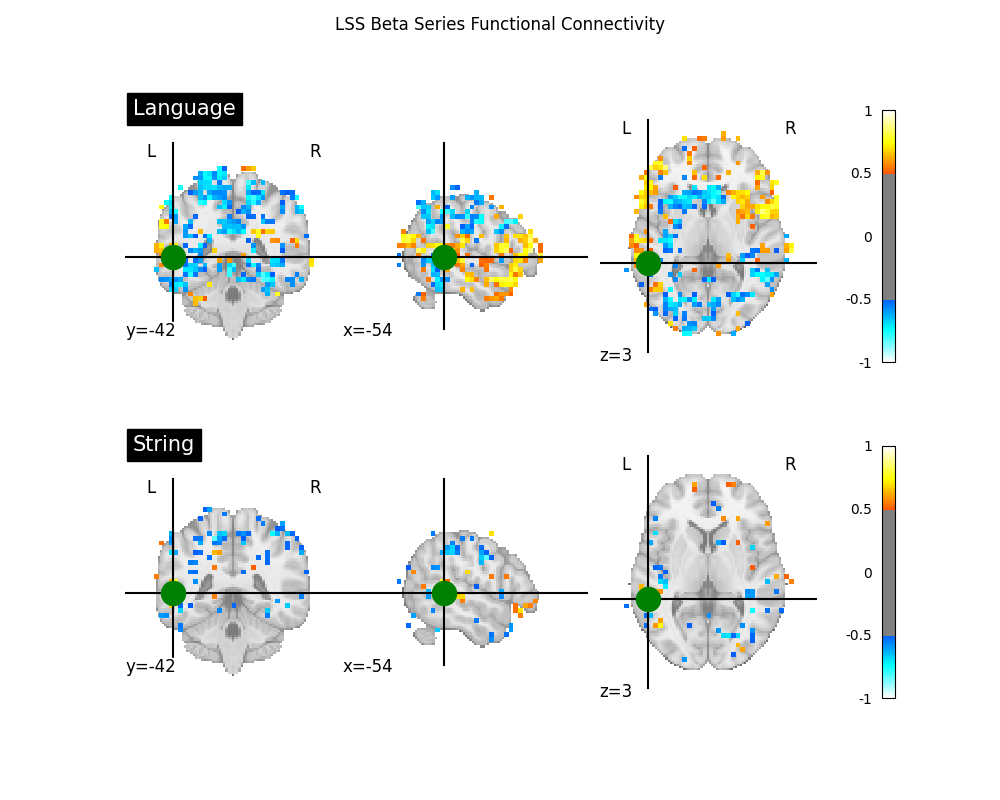 LSS Beta Series Functional Connectivity
Language
L R
L R
y=-42 x=-54 z=3
1
0.5
0
-0.5
-1
String
L R
L R
y=-42 x=-54 z=3
1
0.5
0
-0.5
-1